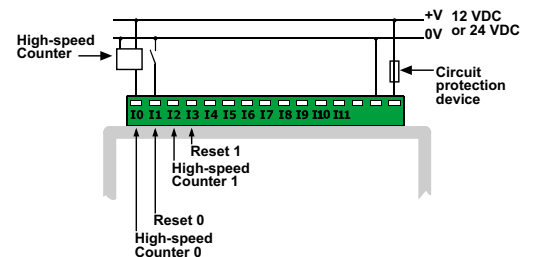 +V 12 VDC
0V or 24 VDC
High-speed
Counter
Circuit
protection
device
I0 I1 I2 I3 I4 I5 I6 I7 I8 I9 I10 I11
Reset 1
High-speed
Counter 1
Reset 0
High-speed
Counter 0